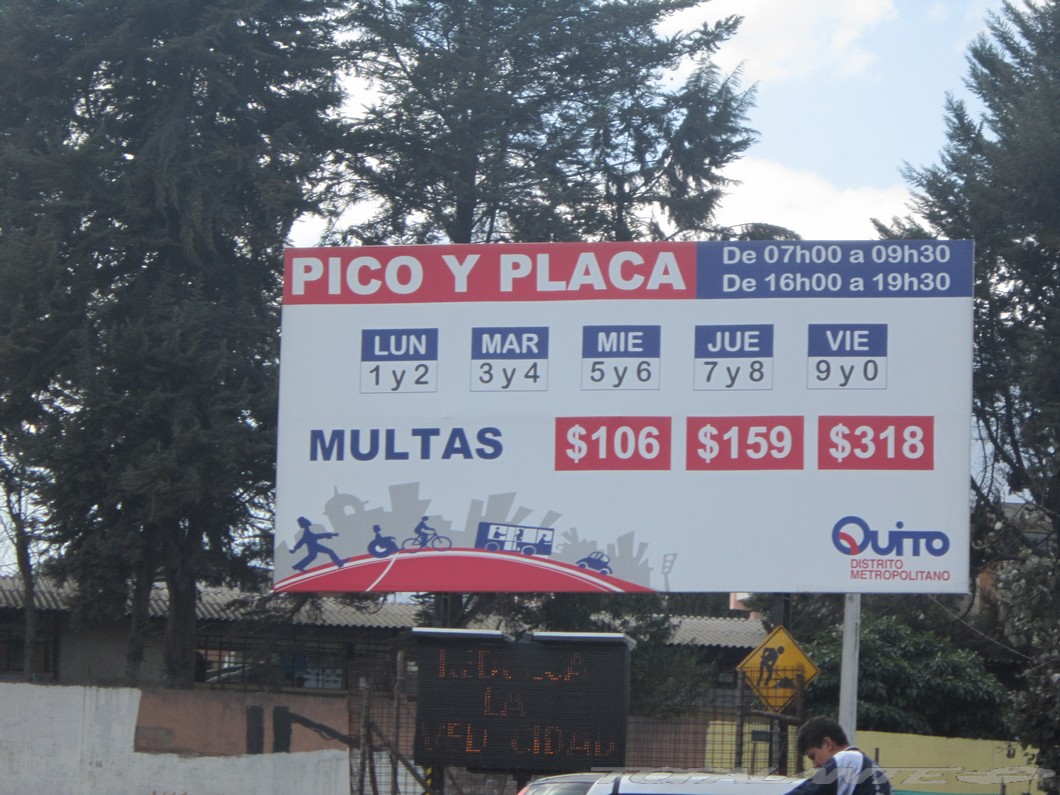 PICO Y PLACA
De 07h00 a 09h30
De 16h00 a 19h30
LUN MAR MIE JUE VIE
1 y 2 3 y 4 5 y 6 7 y 8 9 y 0
MULTAS $106 $159 $318
Quito
DISTRITO
METROPOLITANO
LA